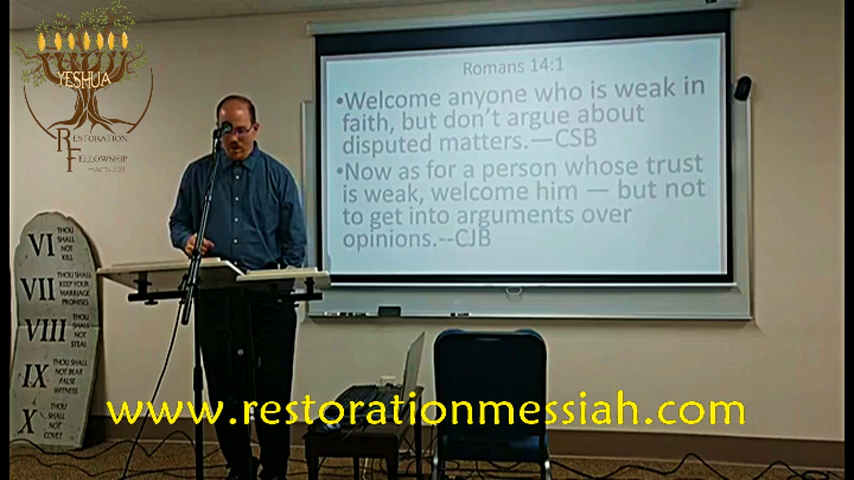 YESHUA
RESTORATION
FELLOWSHIP
Romans 14:1
•Welcome anyone who is weak in
faith, but don't argue about
disputed matters.—CSB
•Now as for a person whose trust
is weak, welcome him — but not
to get into arguments over
opinions.--CJB
VI THOU
SHALL
NOT
KILL
VII THOU SHALL
KEEP YOUR
MARRIAGE
PROMISES
VIII THOU
SHALL
NOT
STEAL
IX THOU SHALL
NOT BEAR
FALSE
WITNESS
X THOU
SHALL
NOT
COVET
www.restorationmessiah.com